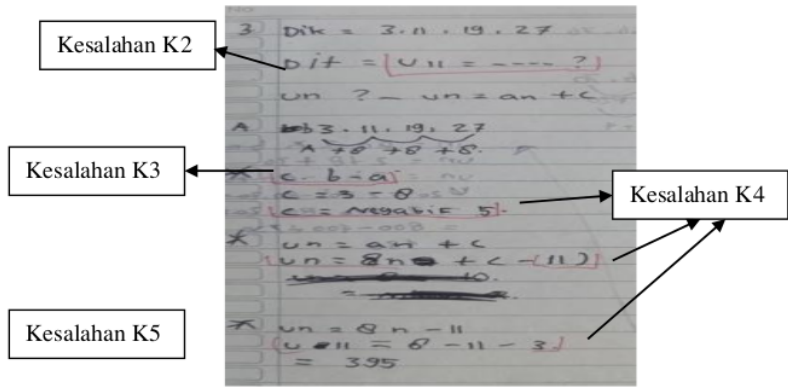 3 Dik = 3.11.19.27
Kesalahan K2
Dit = U11 = ---- ?
un ? - un = an + c
A 3.11.19.27
+8 +8 +8
Kesalahan K3
* c - b - a
c = 3 - 8
Kesalahan K4
c = Negatif 5
* un = an + c
un = 8n + c - (11)
* un = 8n - 11
Kesalahan K5
u 11 = 8 - 11 - 3
= 395